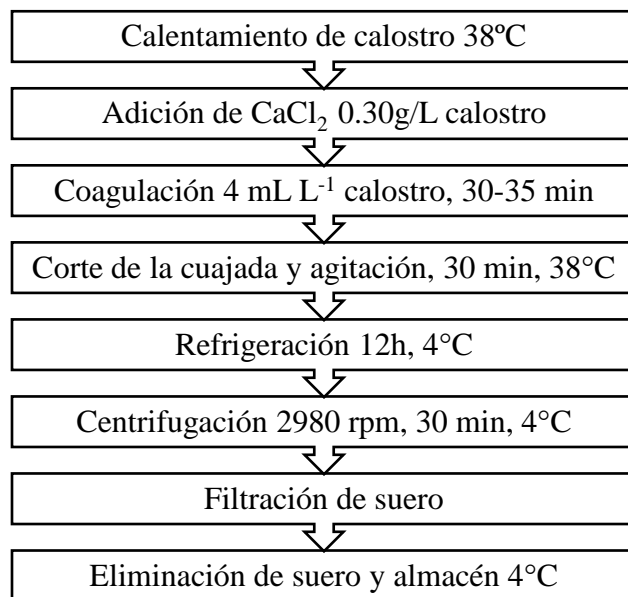 Calentamiento de calostro 38ºC
Adición de CaCl₂ 0.30g/L calostro
Coagulación 4 mL L⁻¹ calostro, 30-35 min
Corte de la cuajada y agitación, 30 min, 38°C
Refrigeración 12h, 4°C
Centrifugación 2980 rpm, 30 min, 4°C
Filtración de suero
Eliminación de suero y almacén 4°C